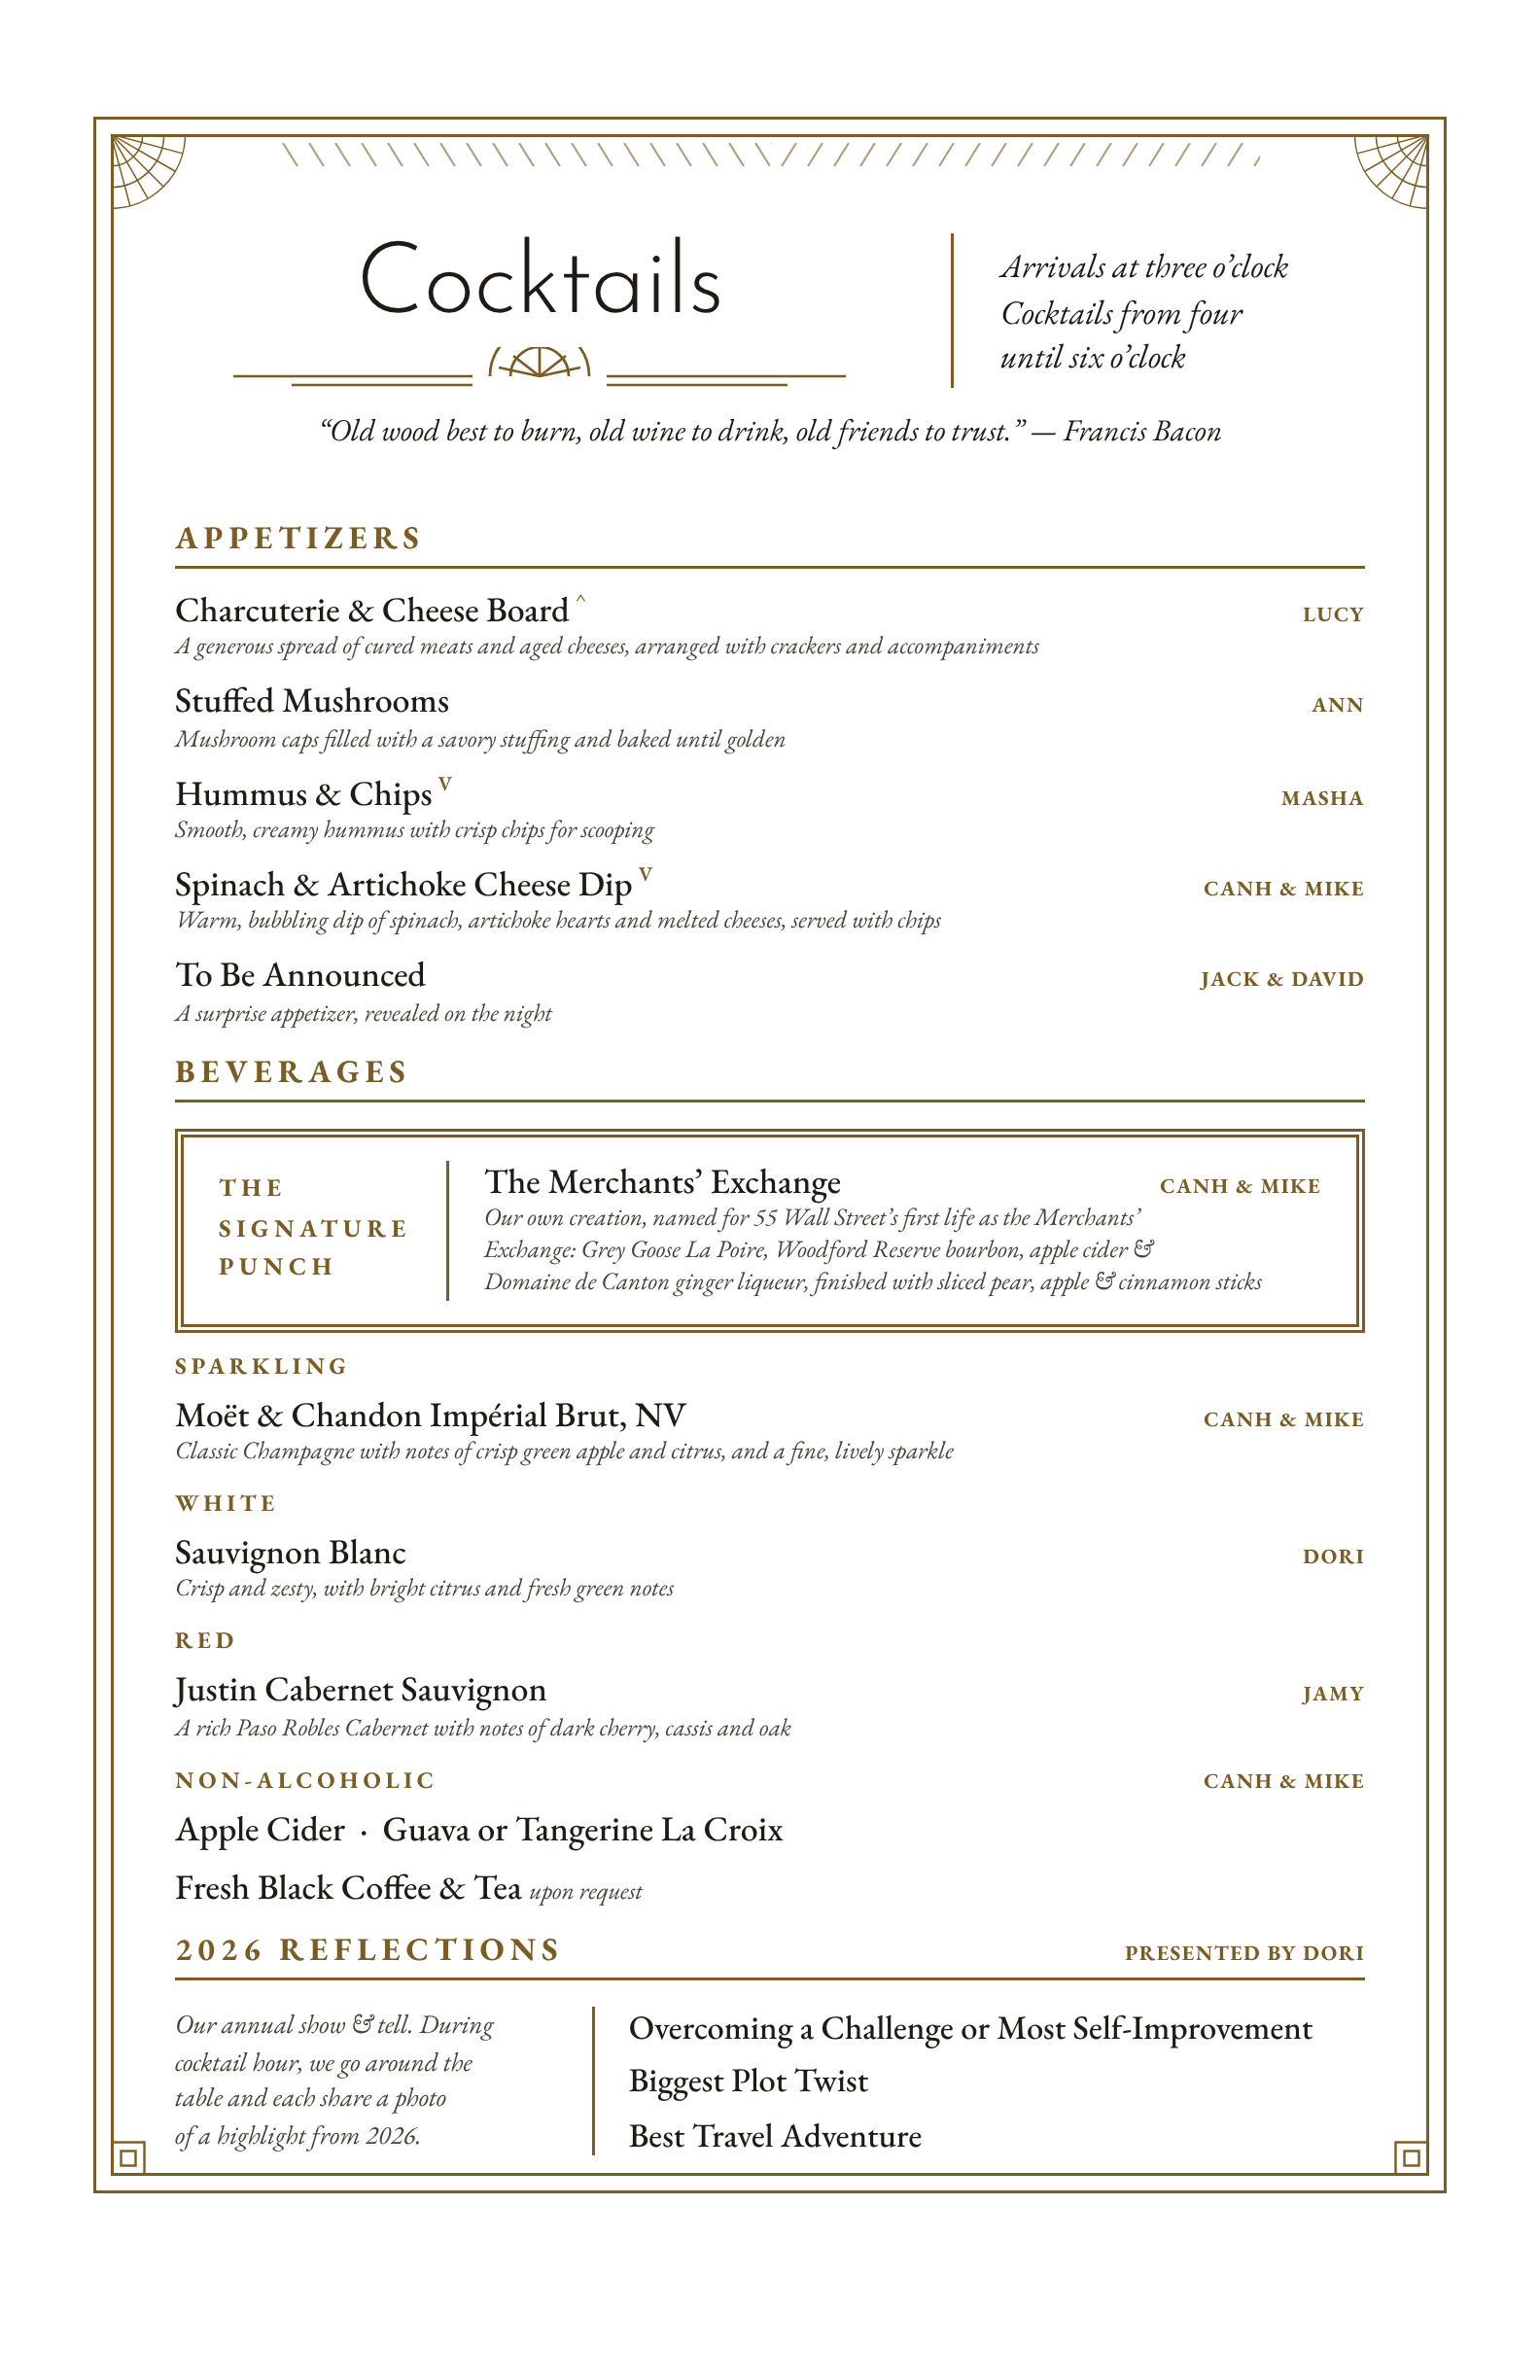 Cocktails
Arrivals at three o’clock
Cocktails from four
until six o’clock
“Old wood best to burn, old wine to drink, old friends to trust.” — Francis Bacon
APPETIZERS
Charcuterie & Cheese Board ^ LUCY
A generous spread of cured meats and aged cheeses, arranged with crackers and accompaniments
Stuffed Mushrooms ANN
Mushroom caps filled with a savory stuffing and baked until golden
Hummus & Chips V MASHA
Smooth, creamy hummus with crisp chips for scooping
Spinach & Artichoke Cheese Dip V CANH & MIKE
Warm, bubbling dip of spinach, artichoke hearts and melted cheeses, served with chips
To Be Announced JACK & DAVID
A surprise appetizer, revealed on the night
BEVERAGES
THE
SIGNATURE
PUNCH
The Merchants’ Exchange CANH & MIKE
Our own creation, named for 55 Wall Street’s first life as the Merchants’
Exchange: Grey Goose La Poire, Woodford Reserve bourbon, apple cider &
Domaine de Canton ginger liqueur, finished with sliced pear, apple & cinnamon sticks
SPARKLING
Moët & Chandon Impérial Brut, NV CANH & MIKE
Classic Champagne with notes of crisp green apple and citrus, and a fine, lively sparkle
WHITE
Sauvignon Blanc DORI
Crisp and zesty, with bright citrus and fresh green notes
RED
Justin Cabernet Sauvignon JAMY
A rich Paso Robles Cabernet with notes of dark cherry, cassis and oak
NON-ALCOHOLIC CANH & MIKE
Apple Cider · Guava or Tangerine La Croix
Fresh Black Coffee & Tea upon request
2026 REFLECTIONS PRESENTED BY DORI
Our annual show & tell. During
cocktail hour, we go around the
table and each share a photo
of a highlight from 2026.
Overcoming a Challenge or Most Self-Improvement
Biggest Plot Twist
Best Travel Adventure